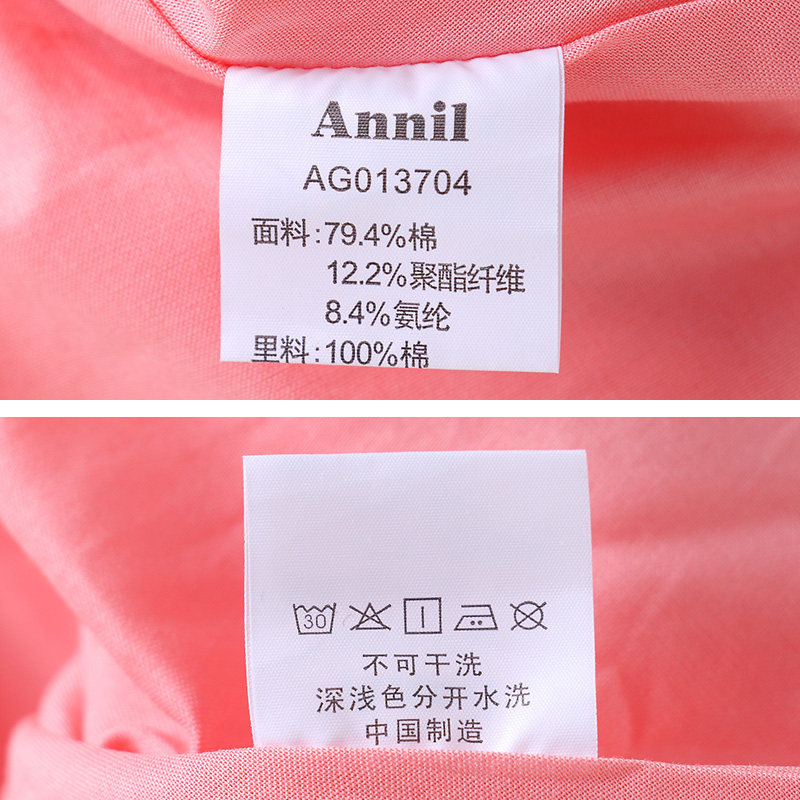 Annil
AG013704
面料:79.4%棉
12.2%聚酯纤维
8.4%氨纶
里料:100%棉
30
不可干洗
深浅色分开水洗
中国制造